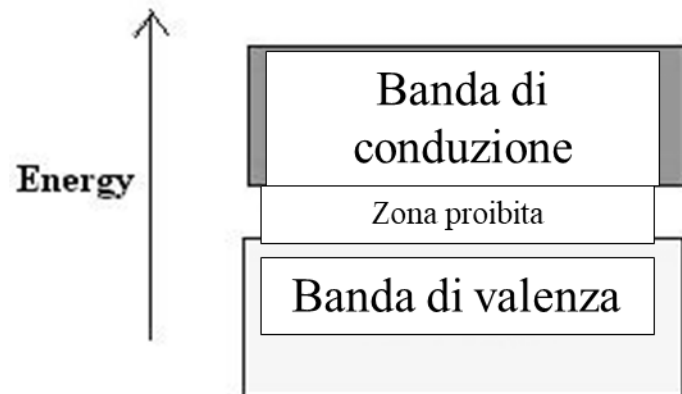 Banda di
conduzione
Energy
Zona proibita
Banda di valenza